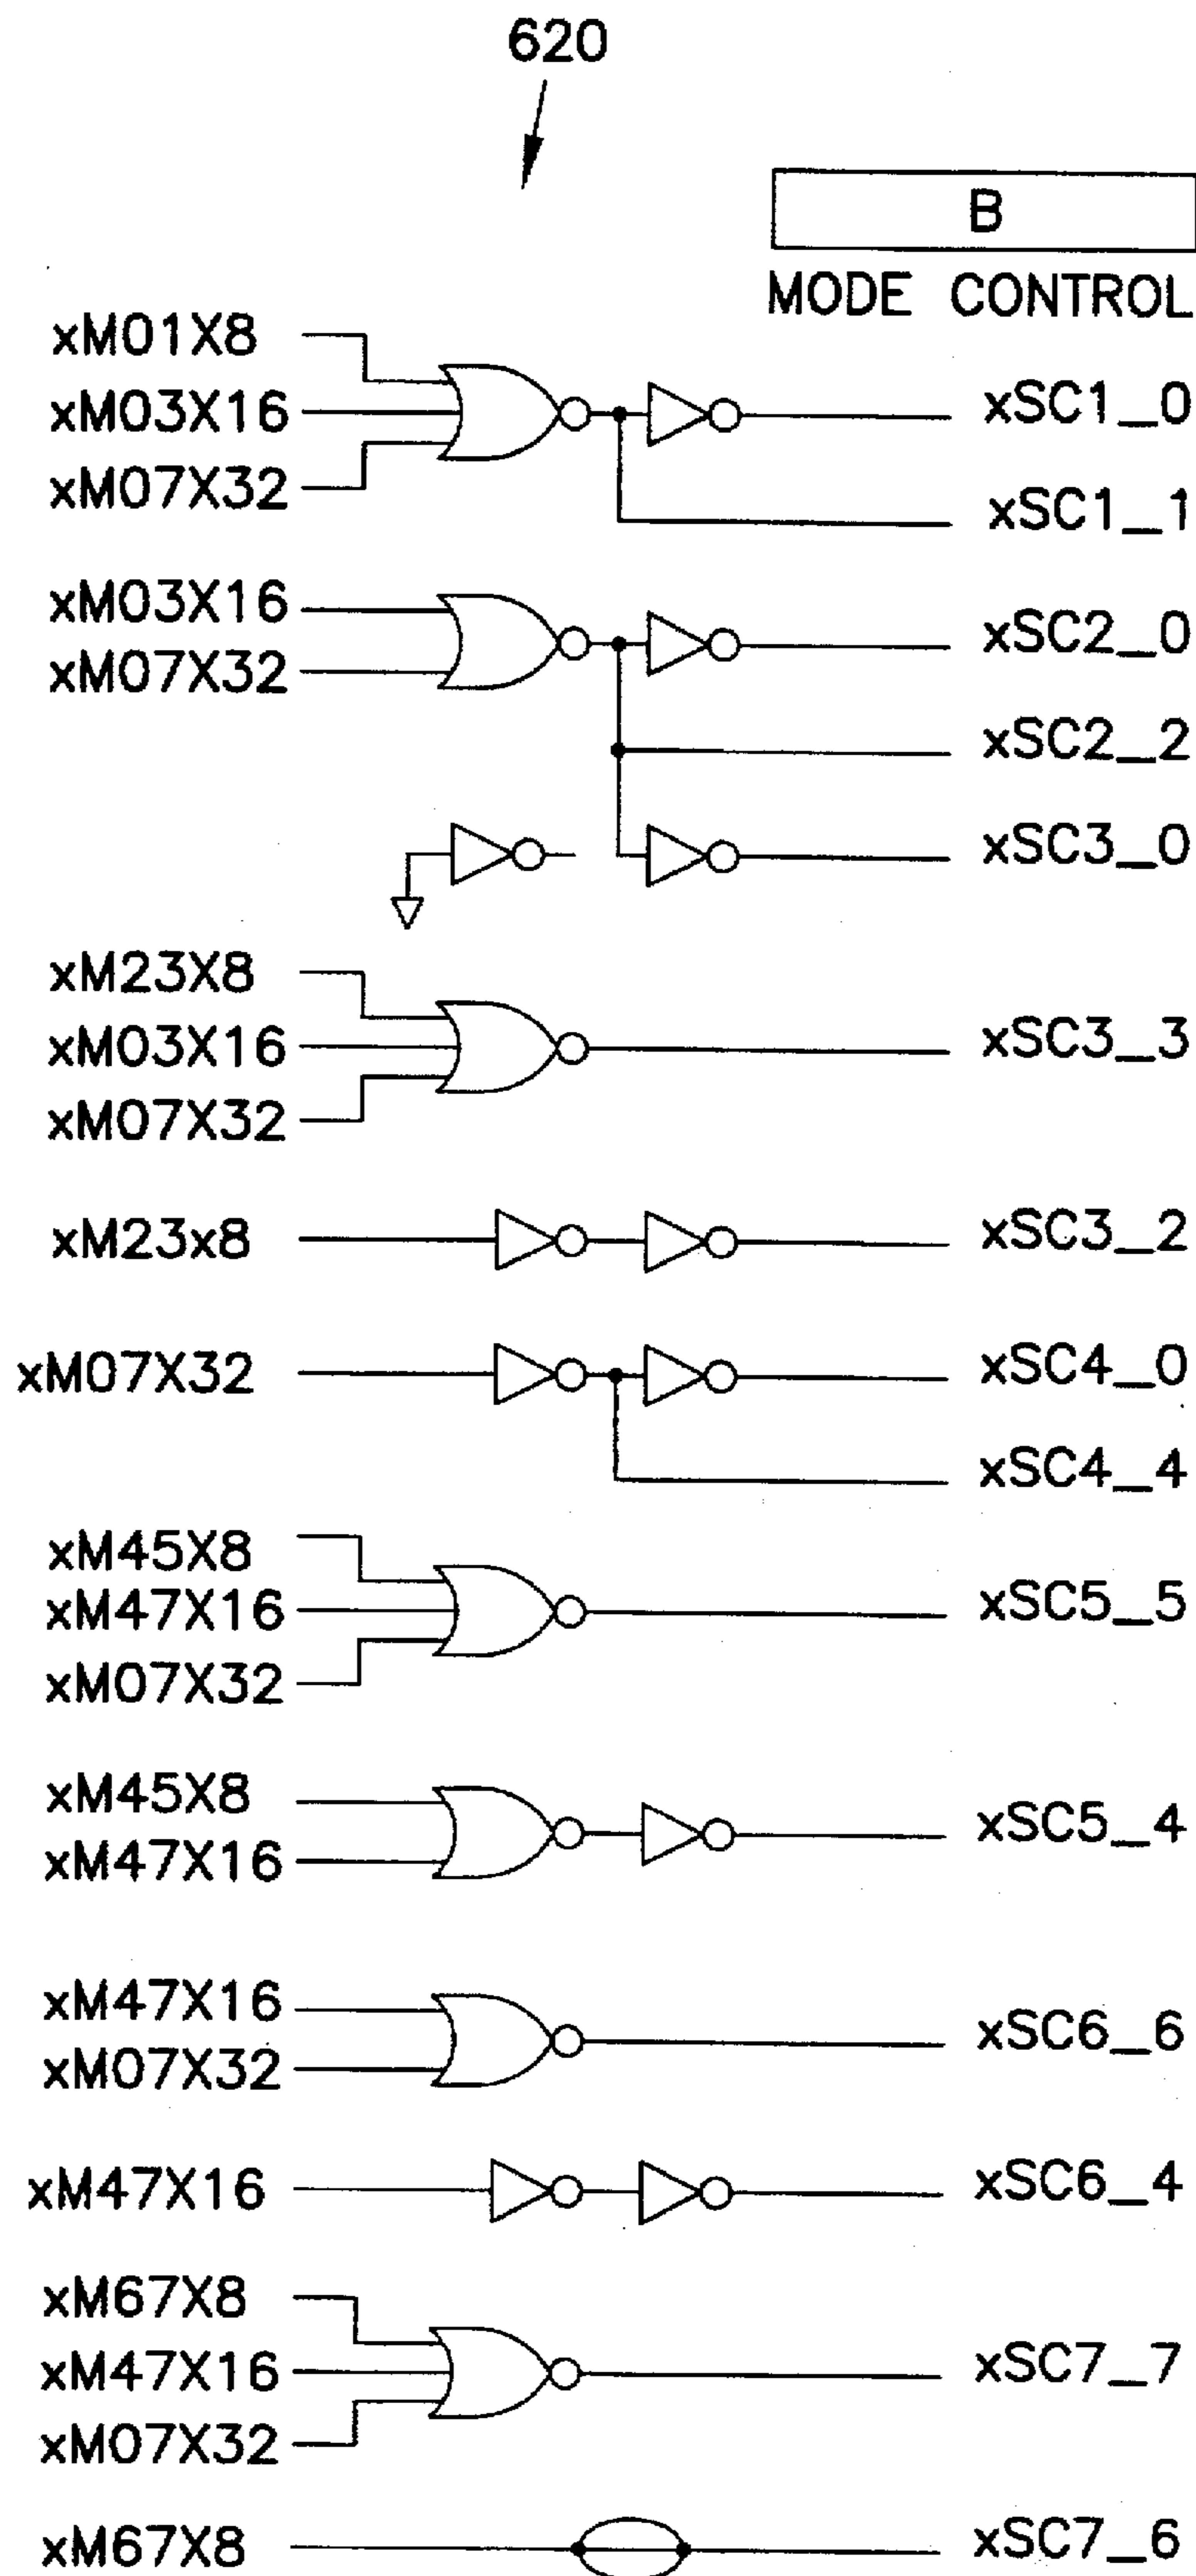 620
B
MODE CONTROL
xM01X8
xM03X16 xSC1_0
xM07X32 xSC1_1
xM03X16 xSC2_0
xM07X32
xSC2_2
xSC3_0
xM23X8
xM03X16 xSC3_3
xM07X32
xM23x8 xSC3_2
xM07X32 xSC4_0
xSC4_4
xM45X8
xM47X16 xSC5_5
xM07X32
xM45X8 xSC5_4
xM47X16
xM47X16 xSC6_6
xM07X32
xM47X16 xSC6_4
xM67X8
xM47X16 xSC7_7
xM07X32
xM67X8 xSC7_6